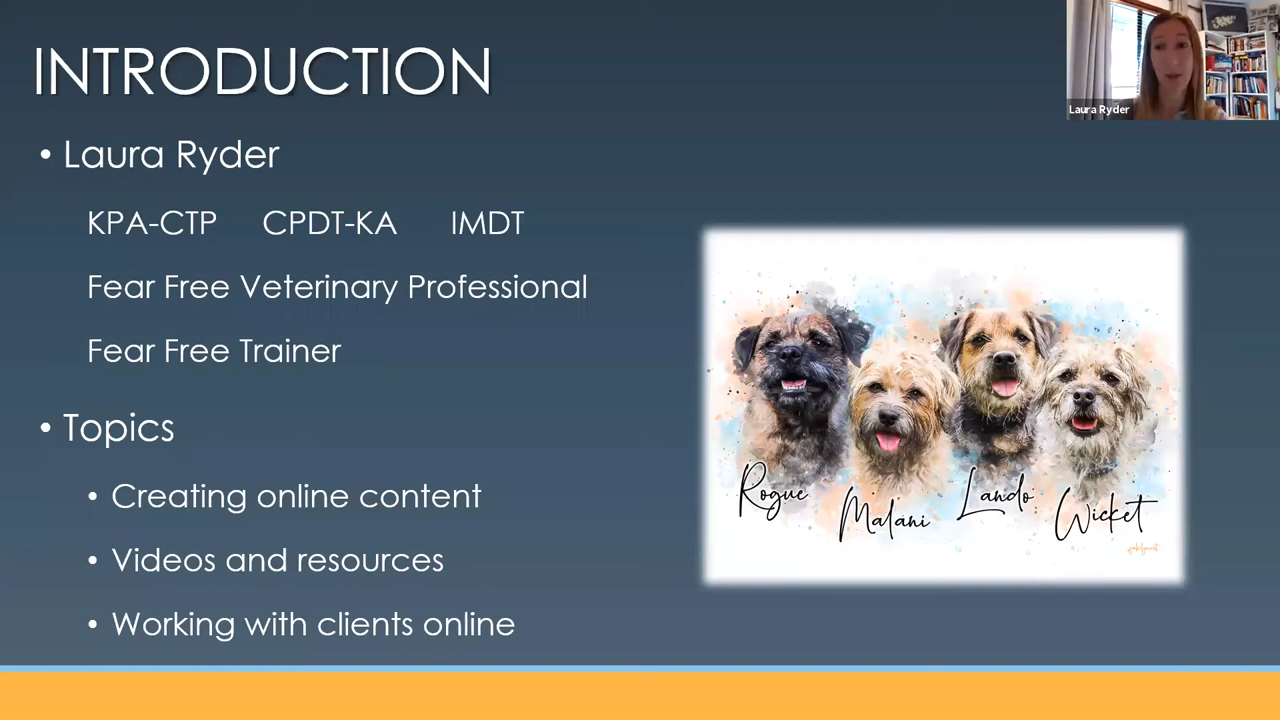 INTRODUCTION
Laura Ryder
• Laura Ryder
KPA-CTP CPDT-KA IMDT
Fear Free Veterinary Professional
Fear Free Trainer
• Topics
• Creating online content
• Videos and resources
• Working with clients online
Rogue
Malani
Lando
Wicket